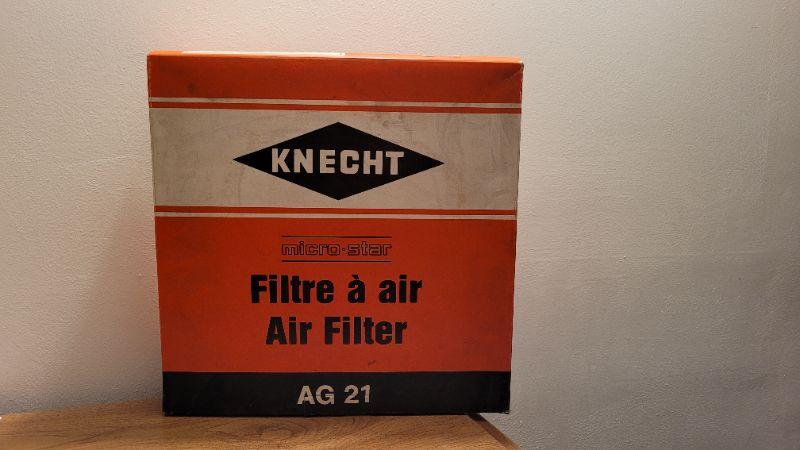 KNECHT
micro·star
Filtre à air
Air Filter
AG 21